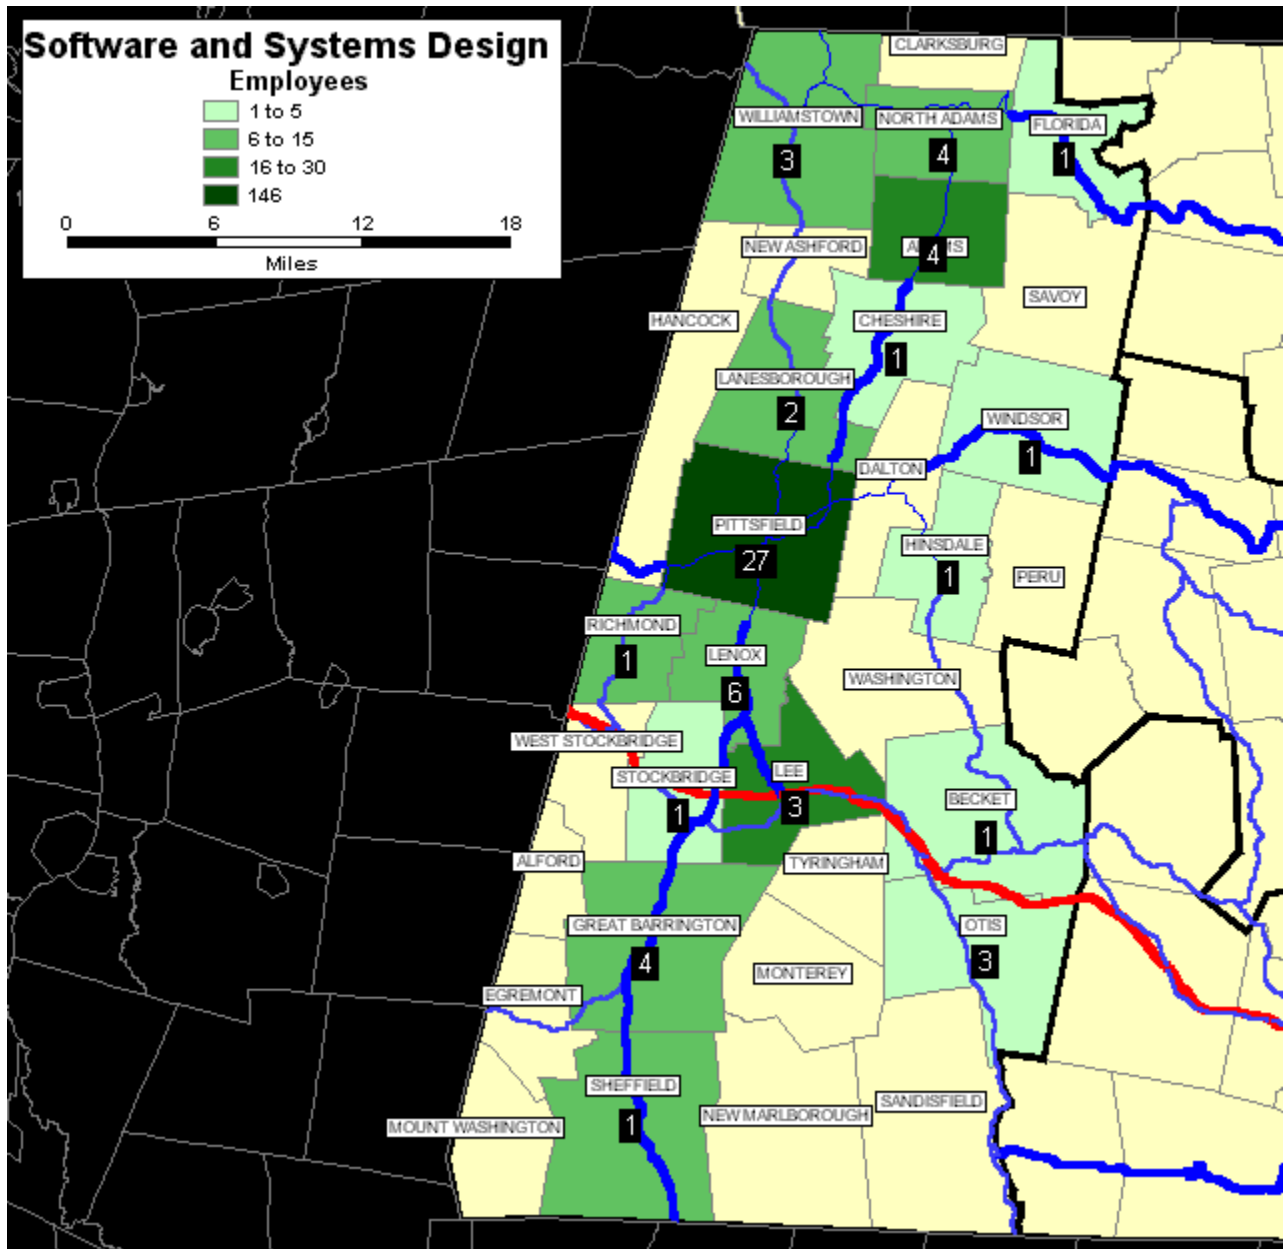 Software and Systems Design
Employees
1 to 5
6 to 15
16 to 30
146
0 6 12 18
Miles
CLARKSBURG
WILLIAMSTOWN
NORTH ADAMS
FLORIDA
3
4
1
NEW ASHFORD
4
SAVOY
HANCOCK
CHESHIRE
1
LANESBOROUGH
2
WINDSOR
1
DALTON
PITTSFIELD
27
HINSDALE
1
PERU
RICHMOND
1
LENOX
6
WASHINGTON
WEST STOCKBRIDGE
STOCKBRIDGE
1
LEE
3
BECKET
1
ALFORD
TYRINGHAM
GREAT BARRINGTON
4
OTIS
3
MONTEREY
EGREMONT
SHEFFIELD
1
NEW MARLBOROUGH
SANDISFIELD
MOUNT WASHINGTON